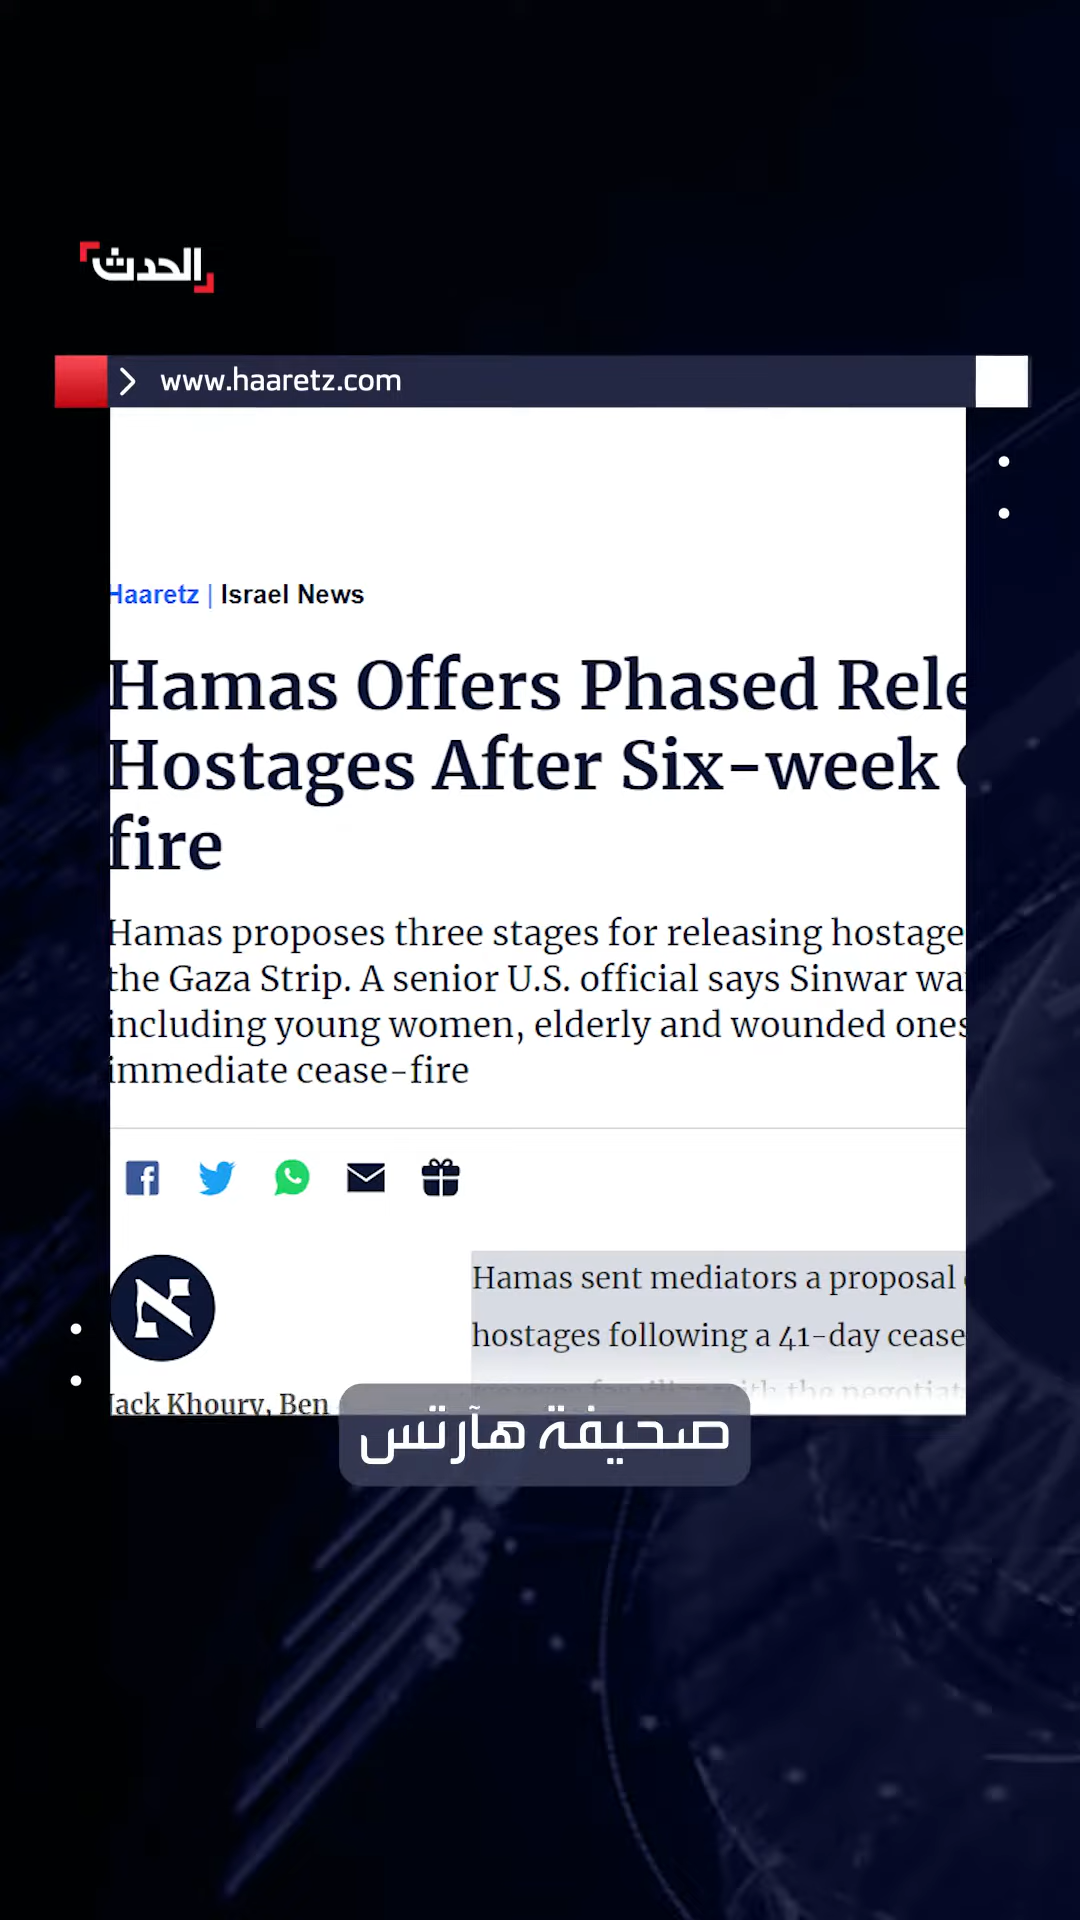 الحدث
www.haaretz.com
Haaretz | Israel News
Hamas Offers Phased Rele
Hostages After Six-week
fire
Hamas proposes three stages for releasing hostage
the Gaza Strip. A senior U.S. official says Sinwar wa
including young women, elderly and wounded ones
immediate cease-fire
Hamas sent mediators a proposal
hostages following a 41-day cease
Jack Khoury, Ben
صحيفة هآرتس